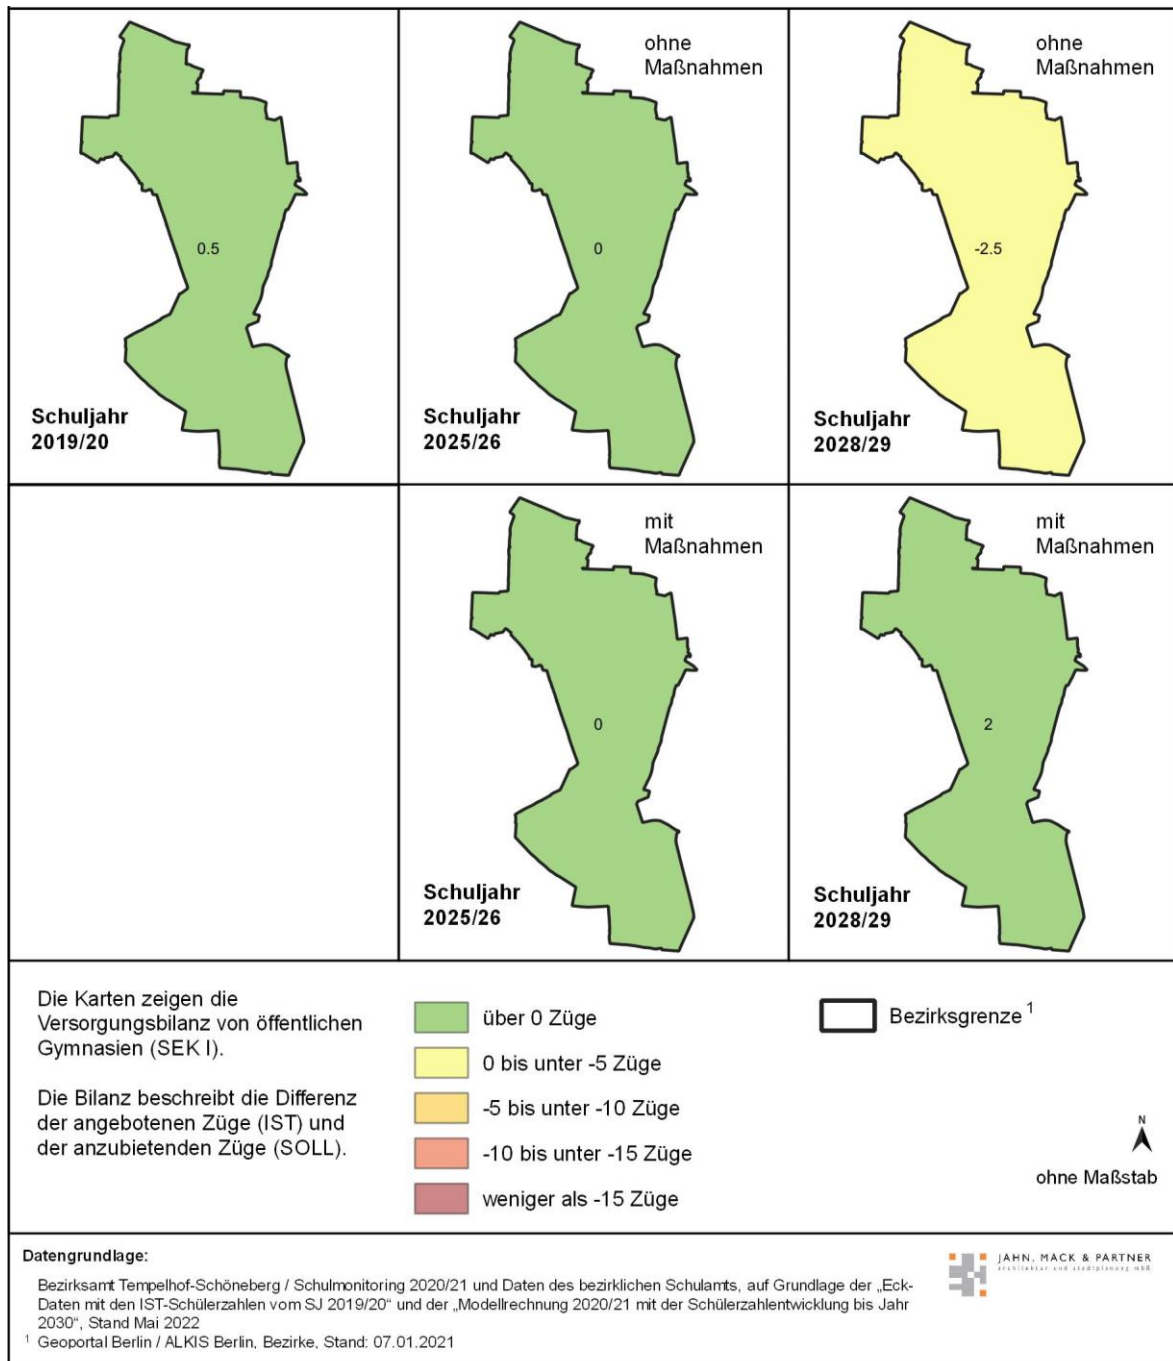 0.5
Schuljahr
2019/20
ohne
Maßnahmen
0
Schuljahr
2025/26
ohne
Maßnahmen
-2.5
Schuljahr
2028/29
mit
Maßnahmen
0
Schuljahr
2025/26
mit
Maßnahmen
2
Schuljahr
2028/29
Die Karten zeigen die
Versorgungsbilanz von öffentlichen
Gymnasien (SEK I).
Die Bilanz beschreibt die Differenz
der angebotenen Züge (IST) und
der anzubietenden Züge (SOLL).
über 0 Züge
0 bis unter -5 Züge
-5 bis unter -10 Züge
-10 bis unter -15 Züge
weniger als -15 Züge
Bezirksgrenze ¹
N
ohne Maßstab
Datengrundlage:
Bezirksamt Tempelhof-Schöneberg / Schulmonitoring 2020/21 und Daten des bezirklichen Schulamts, auf Grundlage der „Eck-
Daten mit den IST-Schülerzahlen vom SJ 2019/20“ und der „Modellrechnung 2020/21 mit der Schülerzahlentwicklung bis Jahr
2030“, Stand Mai 2022
¹ Geoportal Berlin / ALKIS Berlin, Bezirke, Stand: 07.01.2021
JAHN, MACK & PARTNER
architektur und stadtplanung mbB